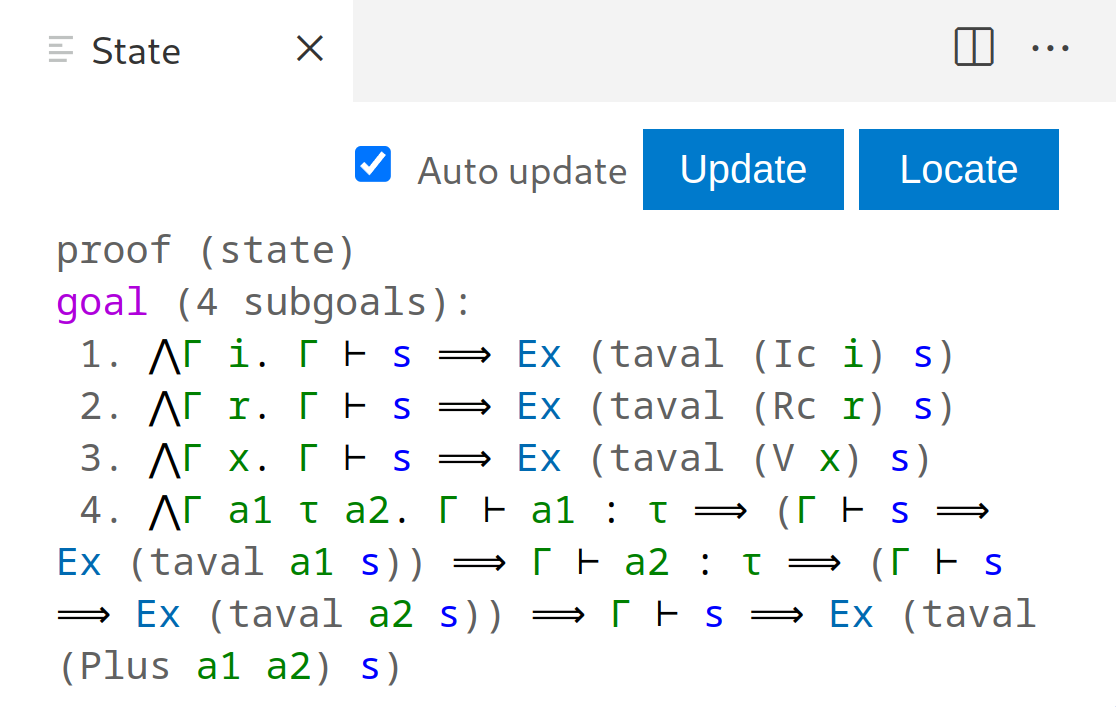 State
Auto update Update Locate
proof (state)
goal (4 subgoals):
1. ⋀Γ i. Γ ⊢ s ⟹ Ex (taval (Ic i) s)
2. ⋀Γ r. Γ ⊢ s ⟹ Ex (taval (Rc r) s)
3. ⋀Γ x. Γ ⊢ s ⟹ Ex (taval (V x) s)
4. ⋀Γ a1 τ a2. Γ ⊢ a1 : τ ⟹ (Γ ⊢ s ⟹
Ex (taval a1 s)) ⟹ Γ ⊢ a2 : τ ⟹ (Γ ⊢ s
⟹ Ex (taval a2 s)) ⟹ Γ ⊢ s ⟹ Ex (taval
(Plus a1 a2) s)